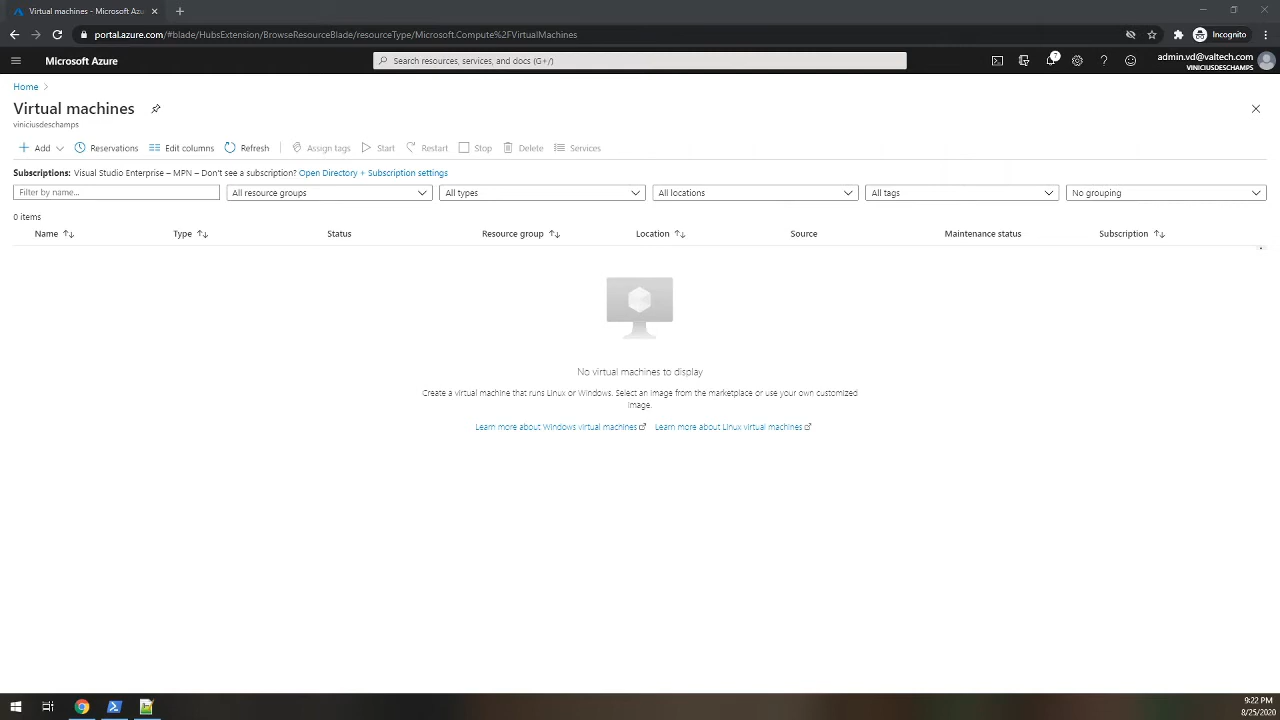 Virtual machines - Microsoft Azu
portal.azure.com/#blade/HubsExtension/BrowseResourceBlade/resourceType/Microsoft.Compute%2FVirtualMachines
Incognito
Microsoft Azure
Search resources, services, and docs (G+/)
7
admin.vd@valtech.com
VINICIUSDESCHAMPS
Home
Virtual machines
viniciusdeschamps
Add
Reservations
Edit columns
Refresh
Assign tags
Start
Restart
Stop
Delete
Services
Subscriptions: Visual Studio Enterprise – MPN – Don't see a subscription? Open Directory + Subscription settings
Filter by name...
All resource groups
All types
All locations
All tags
No grouping
0 items
Name
Type
Status
Resource group
Location
Source
Maintenance status
Subscription
No virtual machines to display
Create a virtual machine that runs Linux or Windows. Select an image from the marketplace or use your own customized
image.
Learn more about Windows virtual machines
Learn more about Linux virtual machines
9:22 PM
8/25/2020